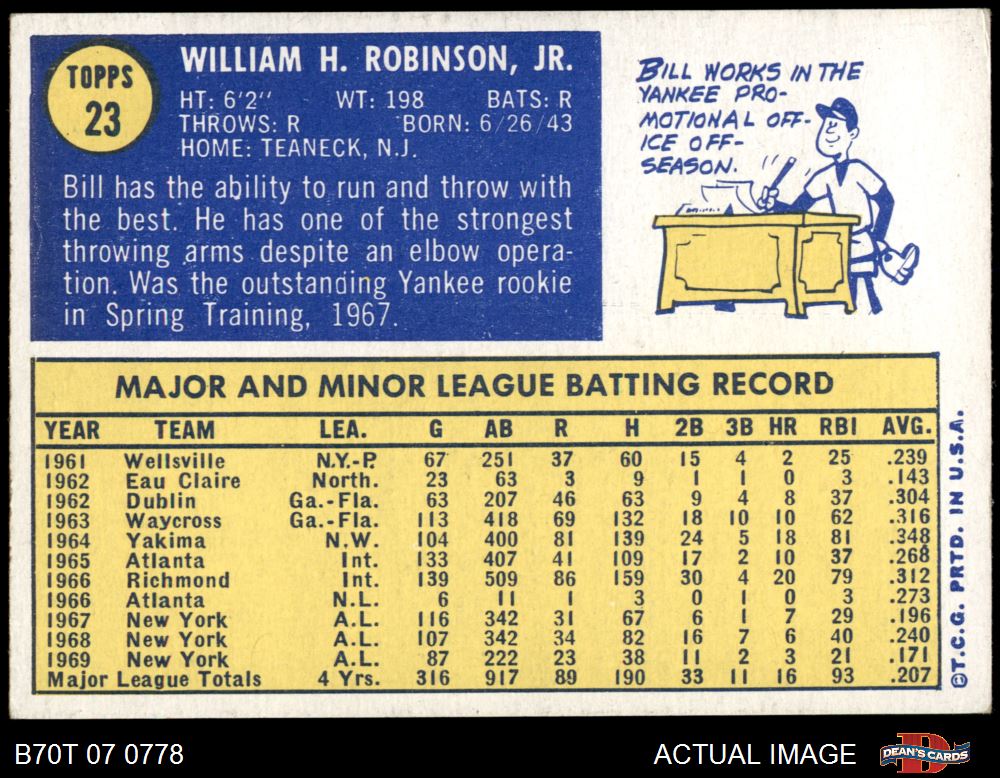 TOPPS
23
WILLIAM H. ROBINSON, JR.
HT: 6'2" WT: 198 BATS: R
THROWS: R BORN: 6/26/43
HOME: TEANECK, N.J.
Bill has the ability to run and throw with
the best. He has one of the strongest
throwing arms despite an elbow opera-
tion. Was the outstanding Yankee rookie
in Spring Training, 1967.
BILL WORKS IN THE
YANKEE PRO-
MOTIONAL OFF-
ICE OFF-
SEASON.
MAJOR AND MINOR LEAGUE BATTING RECORD
YEAR TEAM LEA. G AB R H 2B 3B HR RBI AVG.
1961 Wellsville N.Y.-P. 67 251 37 60 15 4 2 25 .239
1962 Eau Claire North. 23 63 3 9 1 1 0 3 .143
1962 Dublin Ga.-Fla. 63 207 46 63 9 4 8 37 .304
1963 Waycross Ga.-Fla. 113 418 69 132 18 10 10 62 .316
1964 Yakima N.W. 104 400 81 139 24 5 18 81 .348
1965 Atlanta Int. 133 407 41 109 17 2 10 37 .268
1966 Richmond Int. 139 509 86 159 30 4 20 79 .312
1966 Atlanta N.L. 6 11 1 3 0 1 0 3 .273
1967 New York A.L. 116 342 31 67 6 1 7 29 .196
1968 New York A.L. 107 342 34 82 16 7 6 40 .240
1969 New York A.L. 87 222 23 38 11 2 3 21 .171
Major League Totals 4 Yrs. 316 917 89 190 33 11 16 93 .207
©T.C.G. PRTD. IN U.S.A.
B70T 07 0778
ACTUAL IMAGE
D
DEAN'S CARDS